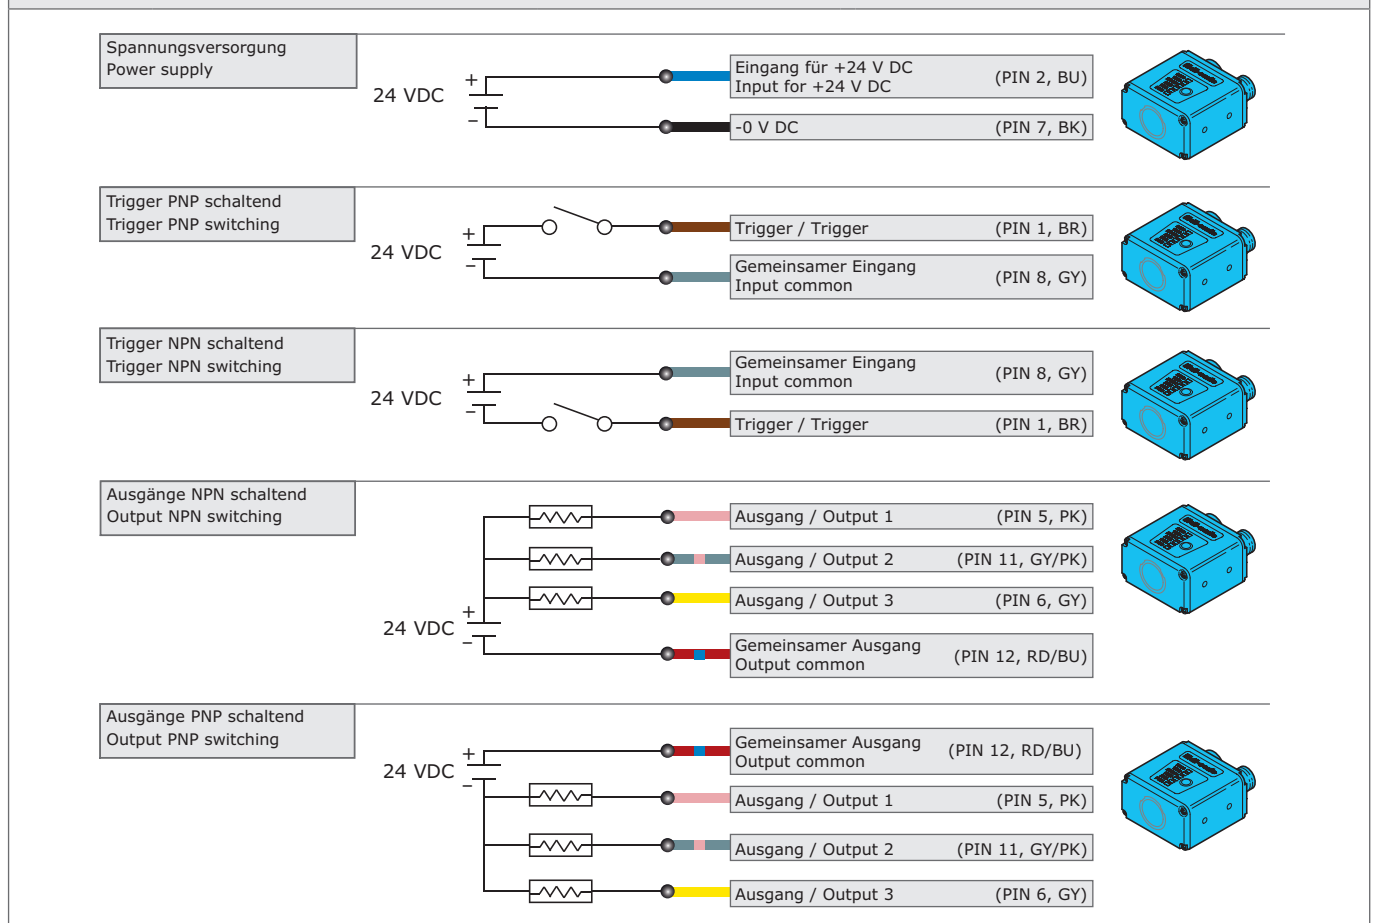 Spannungsversorgung
Power supply
24 VDC
+
–
Eingang für +24 V DC
Input for +24 V DC
(PIN 2, BU)
-0 V DC
(PIN 7, BK)
Trigger PNP schaltend
Trigger PNP switching
24 VDC
+
–
Trigger / Trigger
(PIN 1, BR)
Gemeinsamer Eingang
Input common
(PIN 8, GY)
Trigger NPN schaltend
Trigger NPN switching
24 VDC
+
–
Gemeinsamer Eingang
Input common
(PIN 8, GY)
Trigger / Trigger
(PIN 1, BR)
Ausgänge NPN schaltend
Output NPN switching
Ausgang / Output 1
(PIN 5, PK)
Ausgang / Output 2
(PIN 11, GY/PK)
Ausgang / Output 3
(PIN 6, GY)
24 VDC
+
–
Gemeinsamer Ausgang
Output common
(PIN 12, RD/BU)
Ausgänge PNP schaltend
Output PNP switching
24 VDC
+
–
Gemeinsamer Ausgang
Output common
(PIN 12, RD/BU)
Ausgang / Output 1
(PIN 5, PK)
Ausgang / Output 2
(PIN 11, GY/PK)
Ausgang / Output 3
(PIN 6, GY)